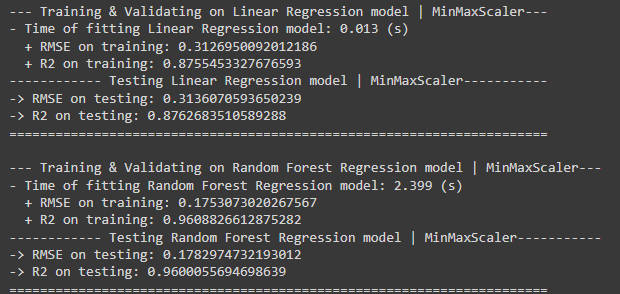 --- Training & Validating on Linear Regression model | MinMaxScaler---
- Time of fitting Linear Regression model: 0.013 (s)
+ RMSE on training: 0.3126950092012186
+ R2 on training: 0.8755453327676593
------------ Testing Linear Regression model | MinMaxScaler-----------
-> RMSE on testing: 0.3136070593650239
-> R2 on testing: 0.8762683510589288
======================================================================
--- Training & Validating on Random Forest Regression model | MinMaxScaler---
- Time of fitting Random Forest Regression model: 2.399 (s)
+ RMSE on training: 0.1753073020267567
+ R2 on training: 0.9608826612875282
------------ Testing Random Forest Regression model | MinMaxScaler-----------
-> RMSE on testing: 0.1782974732193012
-> R2 on testing: 0.9600055694698639
======================================================================